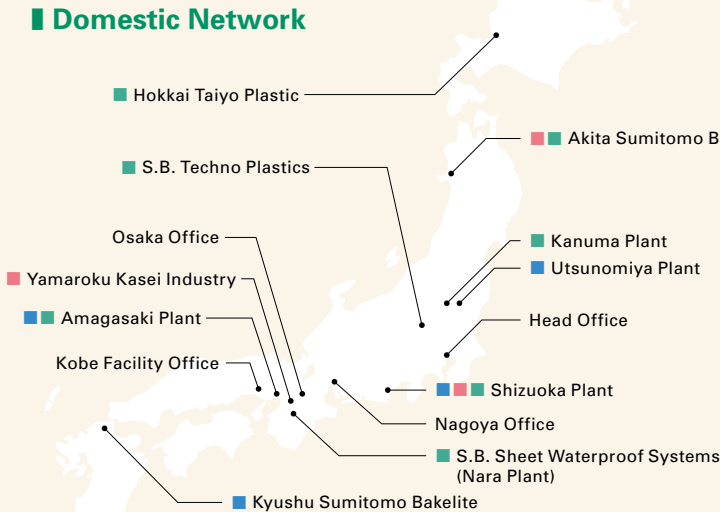 Domestic Network
Hokkai Taiyo Plastic
Akita Sumitomo B
S.B. Techno Plastics
Osaka Office
Kanuma Plant
Yamaroku Kasei Industry
Utsunomiya Plant
Amagasaki Plant
Head Office
Kobe Facility Office
Shizuoka Plant
Nagoya Office
S.B. Sheet Waterproof Systems
(Nara Plant)
Kyushu Sumitomo Bakelite